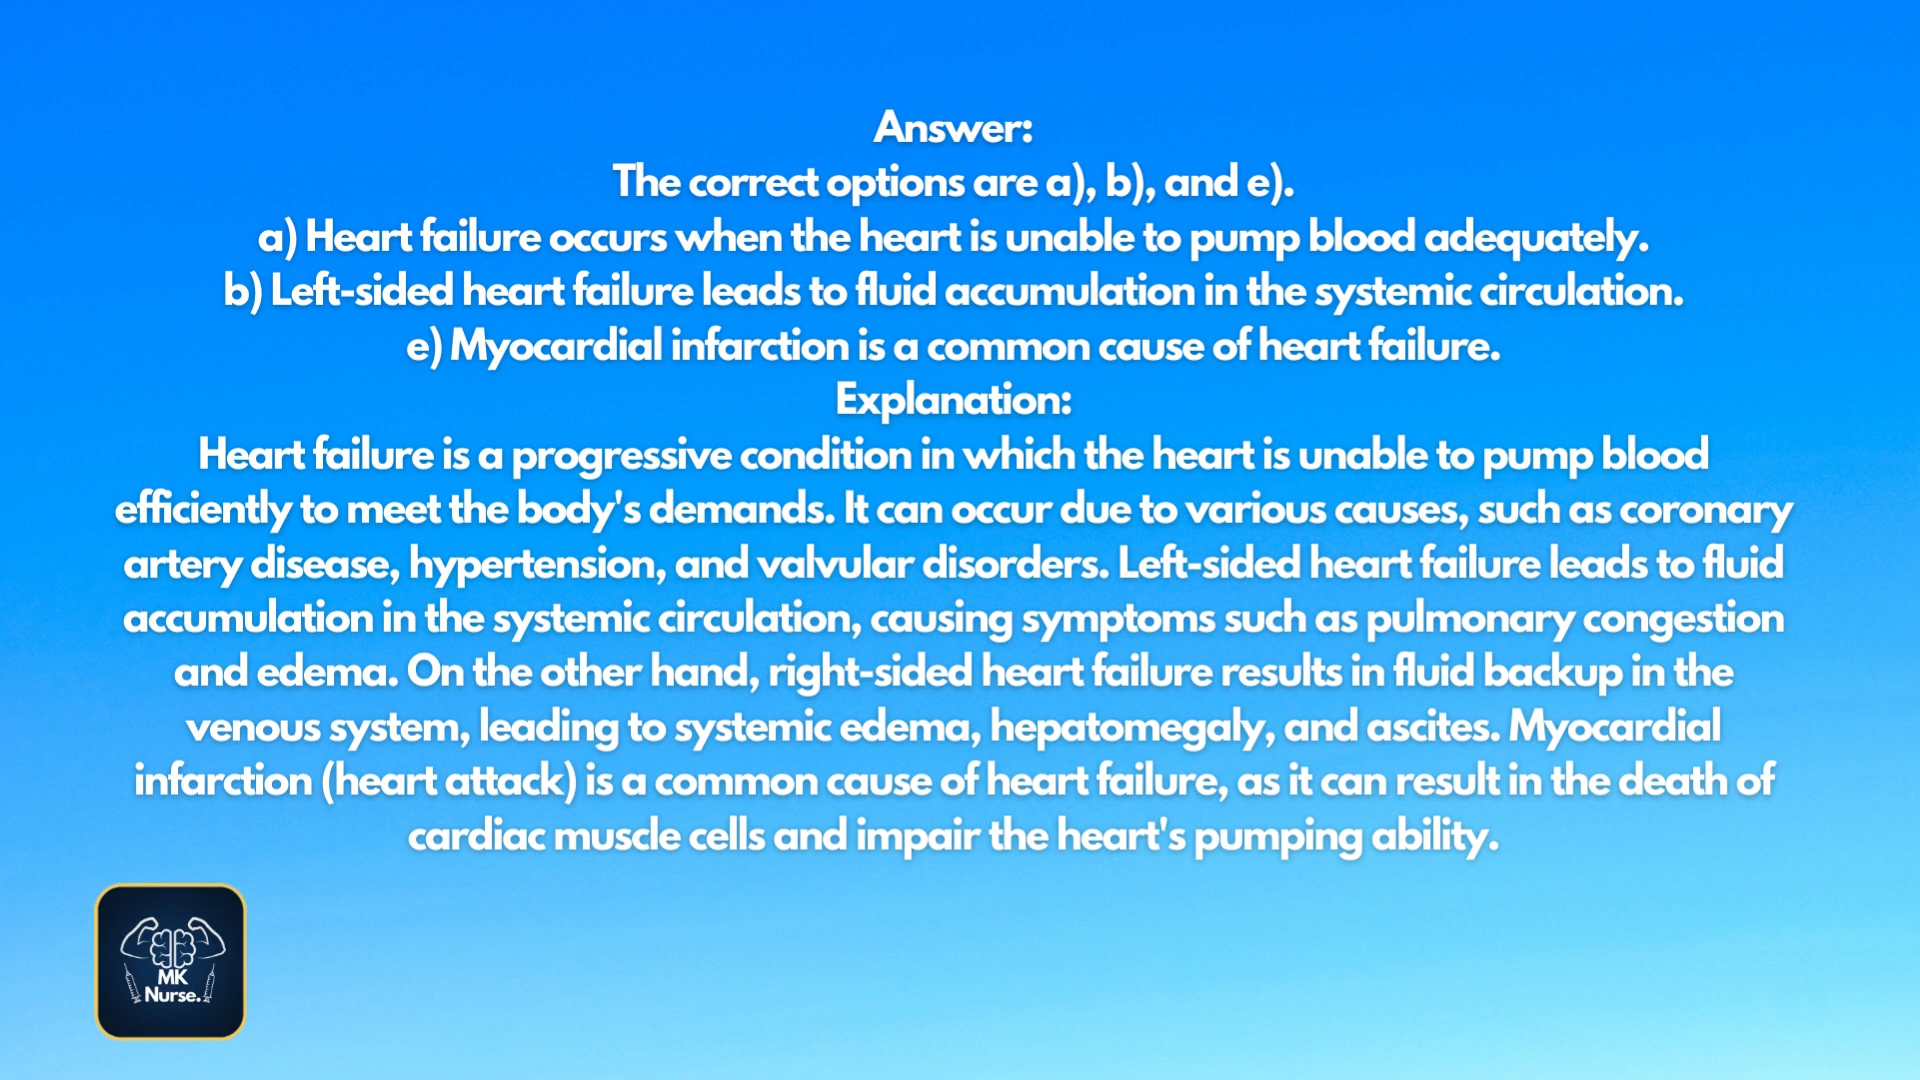 Answer:
The correct options are a), b), and e).
a) Heart failure occurs when the heart is unable to pump blood adequately.
b) Left-sided heart failure leads to fluid accumulation in the systemic circulation.
e) Myocardial infarction is a common cause of heart failure.
Explanation:
Heart failure is a progressive condition in which the heart is unable to pump blood
efficiently to meet the body's demands. It can occur due to various causes, such as coronary
artery disease, hypertension, and valvular disorders. Left-sided heart failure leads to fluid
accumulation in the systemic circulation, causing symptoms such as pulmonary congestion
and edema. On the other hand, right-sided heart failure results in fluid backup in the
venous system, leading to systemic edema, hepatomegaly, and ascites. Myocardial
infarction (heart attack) is a common cause of heart failure, as it can result in the death of
cardiac muscle cells and impair the heart's pumping ability.
MK
Nurse.